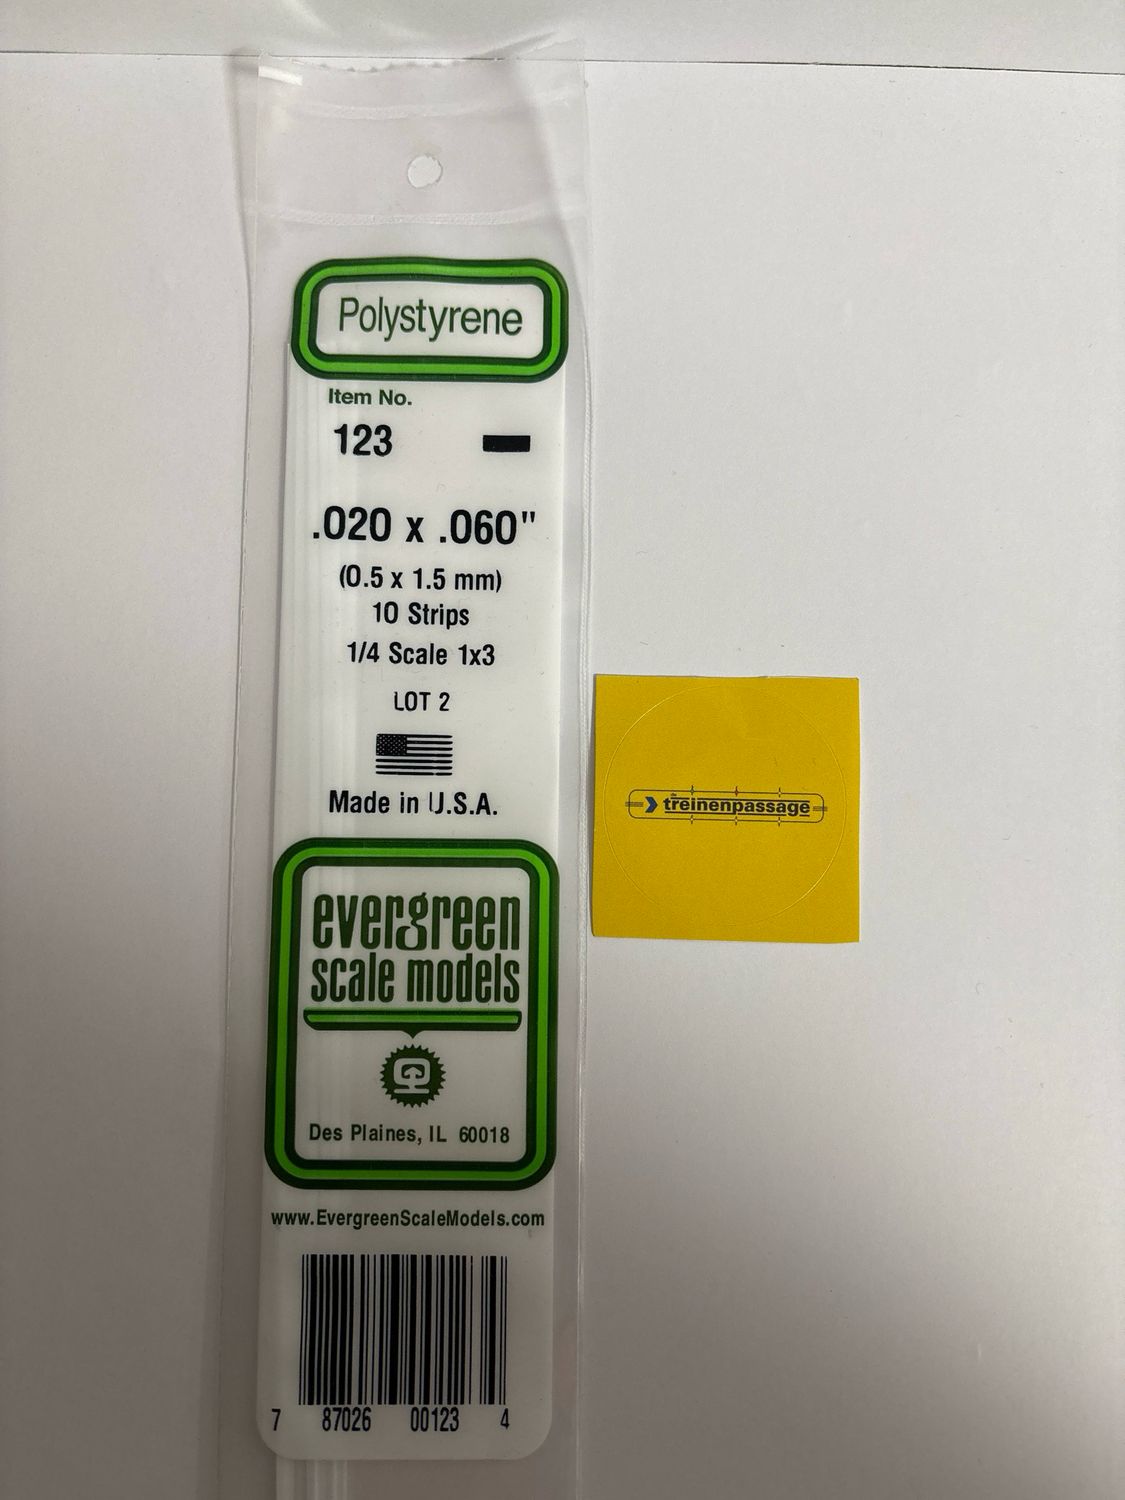 Polystyrene
Item No.
123
.020 x .060"
(0.5 x 1.5 mm)
10 Strips
1/4 Scale 1x3
LOT 2
Made in U.S.A.
evergreen
scale models
Des Plaines, IL 60018
www.EvergreenScaleModels.com
7 87026 00123 4
de
treinenpassage